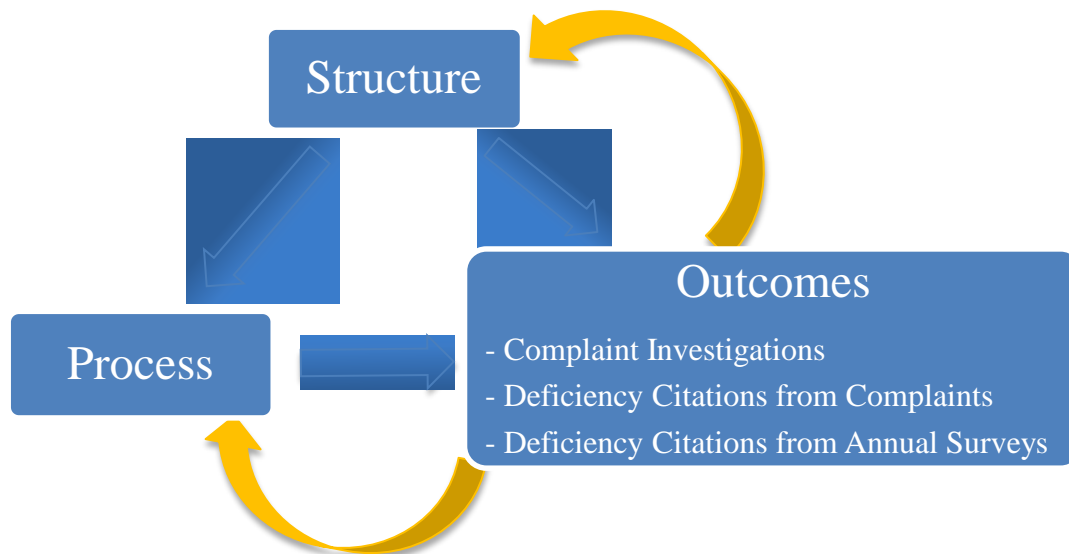 Structure
Process
Outcomes
- Complaint Investigations
- Deficiency Citations from Complaints
- Deficiency Citations from Annual Surveys